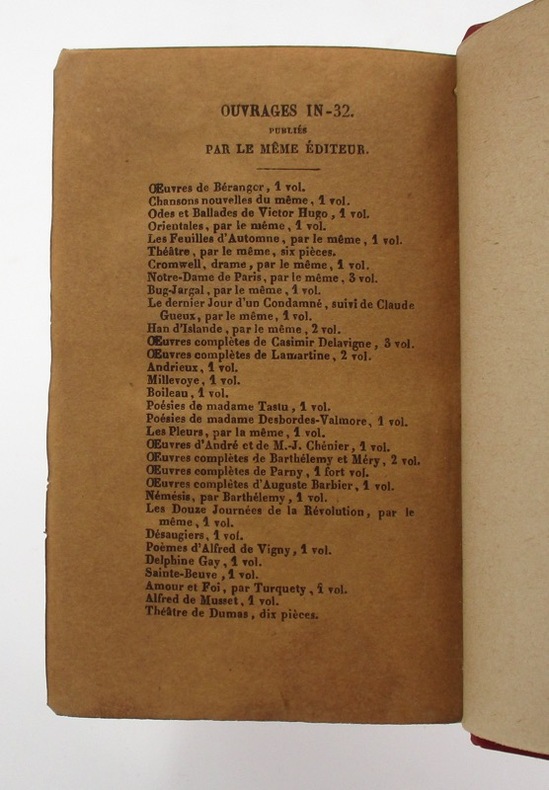 OUVRAGES IN-32.
PUBLIÉS
PAR LE MÊME ÉDITEUR.
Œuvres de Béranger, 1 vol.
Chansons nouvelles du même, 1 vol.
Odes et Ballades de Victor Hugo, 1 vol.
Orientales, par le même, 1 vol.
Les Feuilles d'Automne, par le même, 1 vol.
Théâtre, par le même, six pièces.
Cromwell, drame, par le même, 1 vol.
Notre-Dame de Paris, par le même, 3 vol.
Bug-Jargal, par le même, 1 vol.
Le dernier Jour d'un Condamné, suivi de Claude
Gueux, par le même, 1 vol.
Han d'Islande, par le même, 2 vol.
Œuvres complètes de Casimir Delavigne, 3 vol.
Œuvres complètes de Lamartine, 2 vol.
Andrieux, 1 vol.
Millevoye, 1 vol.
Boileau, 1 vol.
Poésies de madame Tastu, 1 vol.
Poésies de madame Desbordes-Valmore, 1 vol.
Les Pleurs, par la même, 1 vol.
Œuvres d'André et de M.-J. Chénier, 1 vol.
Œuvres complètes de Barthélemy et Méry, 2 vol.
Œuvres complètes de Parny, 1 fort vol.
Œuvres complètes d'Auguste Barbier, 1 vol.
Némésis, par Barthélemy, 1 vol.
Les Douze Journées de la Révolution, par le
même, 1 vol.
Désaugiers, 1 vol.
Poèmes d'Alfred de Vigny, 1 vol.
Delphine Gay, 1 vol.
Sainte-Beuve, 1 vol.
Amour et Foi, par Turquety, 1 vol.
Alfred de Musset, 1 vol.
Théâtre de Dumas, dix pièces.